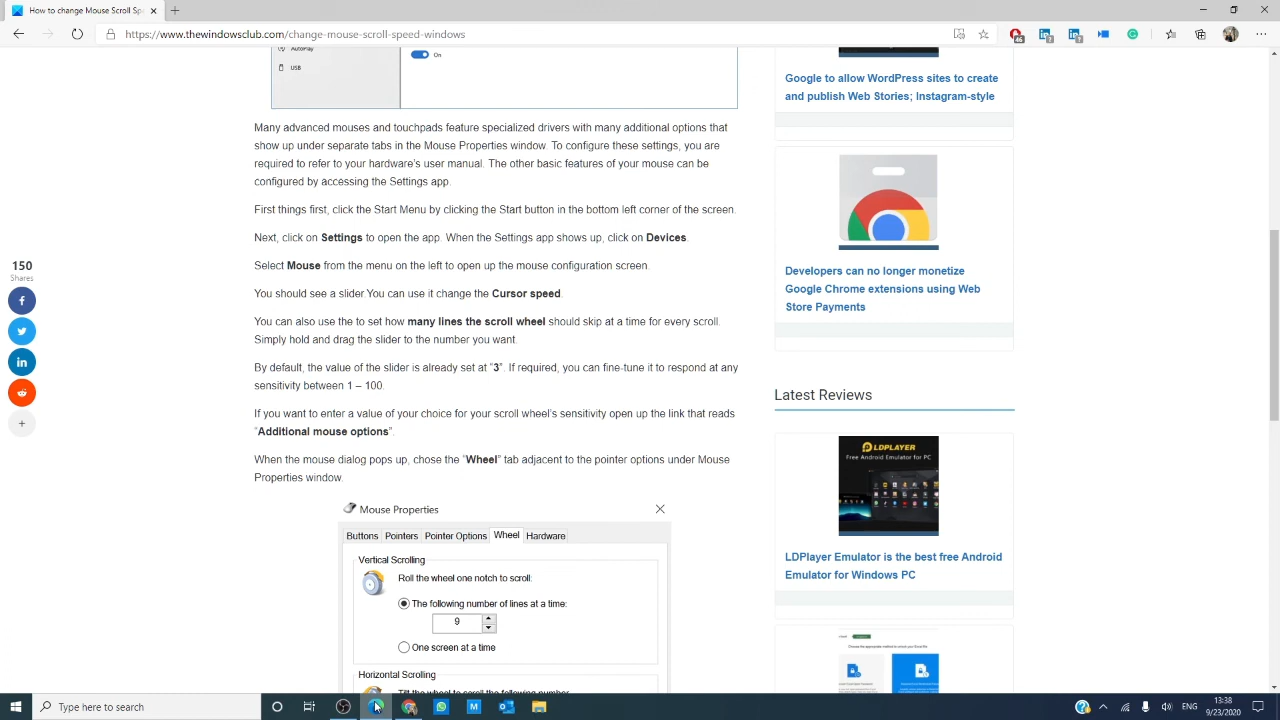 How to change Mouse Scroll Sp
https://www.thewindowsclub.com/change-mouse-scroll-speed-windows
46
AutoPlay
USB
On
Many advanced mouses and touchpads feature specialized drivers with many additional options that
show up under separate tabs in the Mouse Properties window. To configure these settings, you are
required to refer to your hardware's user manual. The other basic features of your mouse can be
configured by accessing the Settings app.
First things first, click the Start Menu by clicking the Start button in the bottom left corner of the screen.
Next, click on Settings to open the app. When the Settings app shows up, click on Devices.
Select Mouse from the menu on the left to open up the mouse configuration screen.
You should see a slider.You can use it change the Cursor speed.
You can also use the to set how many lines the scroll wheel should skip at a time for every scroll.
Simply hold and drag the slider to the number you want.
By default, the value of the slider is already set at "3". If required, you can fine-tune it to respond at any
sensitivity between 1 – 100.
If you want to enter a value of your choice for your scroll wheel's sensitivity open up the link that reads
"Additional mouse options".
When the mouse setting pops up, chose the "Wheel" tab adjacent to the pointer options under Mouse
Properties window.
Mouse Properties
Buttons Pointers Pointer Options Wheel Hardware
Vertical Scrolling
Roll the wheel one notch to scroll:
The following number of lines at a time:
9
One screen at a time
Horizontal Scrolling
Tilt the wheel to scroll the following number
150
Shares
Google to allow WordPress sites to create
and publish Web Stories; Instagram-style
Developers can no longer monetize
Google Chrome extensions using Web
Store Payments
Latest Reviews
LDPLAYER
Free Android Emulator for PC
LDPlayer Emulator is the best free Android
Emulator for Windows PC
Type here to search
ENG
13:38
9/23/2020